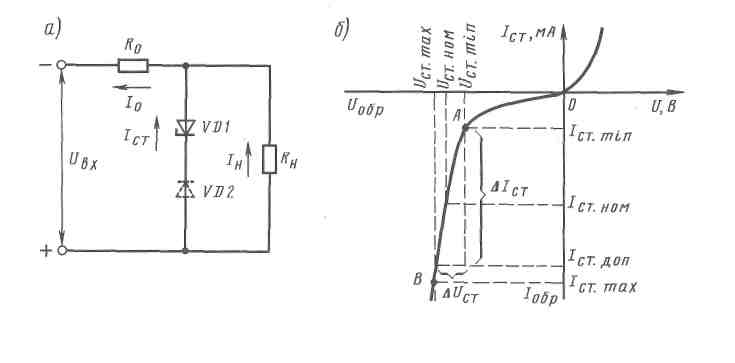 а)
R₀
−
I₀
Iст
VD1
Uвх
Iн
Rн
VD2
+
б)
Uст. max
Uст. ном
Uст. min
Iст, мА
Uобр
0
U, В
A
Iст. min
ΔIст
Iст. ном
Iст. доп
B
ΔUст
Iобр
Iст. max